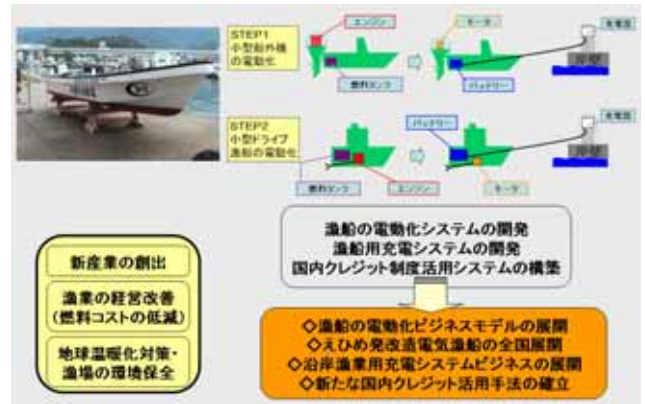 STEP1
小型船外機
の電動化
エンジン
燃料タンク
モータ
バッテリー
充電器
岸壁
STEP2
小型ドライブ
漁船の電動化
燃料タンク
エンジン
バッテリー
モータ
充電器
岸壁
新産業の創出
漁業の経営改善
(燃料コストの低減)
地球温暖化対策・
漁場の環境保全
漁船の電動化システムの開発
漁船用充電システムの開発
国内クレジット制度活用システムの構築
◇漁船の電動化ビジネスモデルの展開
◇えひめ発改造電気漁船の全国展開
◇沿岸漁業用充電システムビジネスの展開
◇新たな国内クレジット活用手法の確立